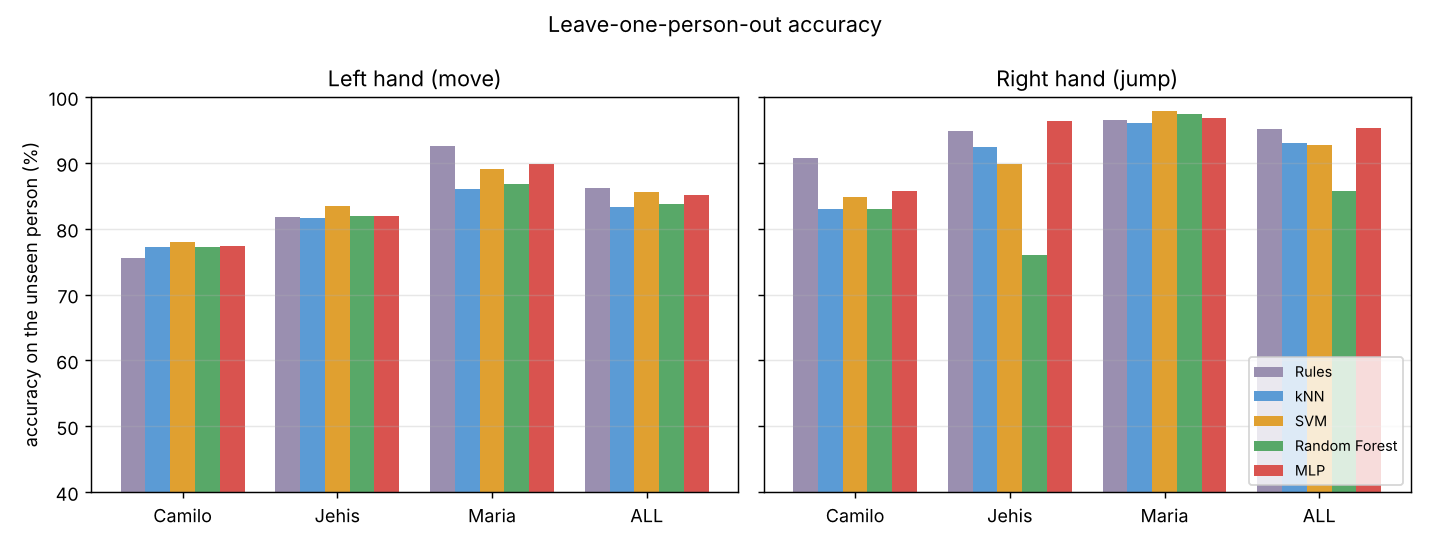 Leave-one-person-out accuracy
Left hand (move)
Right hand (jump)
accuracy on the unseen person (%)
100
90
80
70
60
50
40
Camilo
Jehis
Maria
ALL
Camilo
Jehis
Maria
ALL
Rules
kNN
SVM
Random Forest
MLP